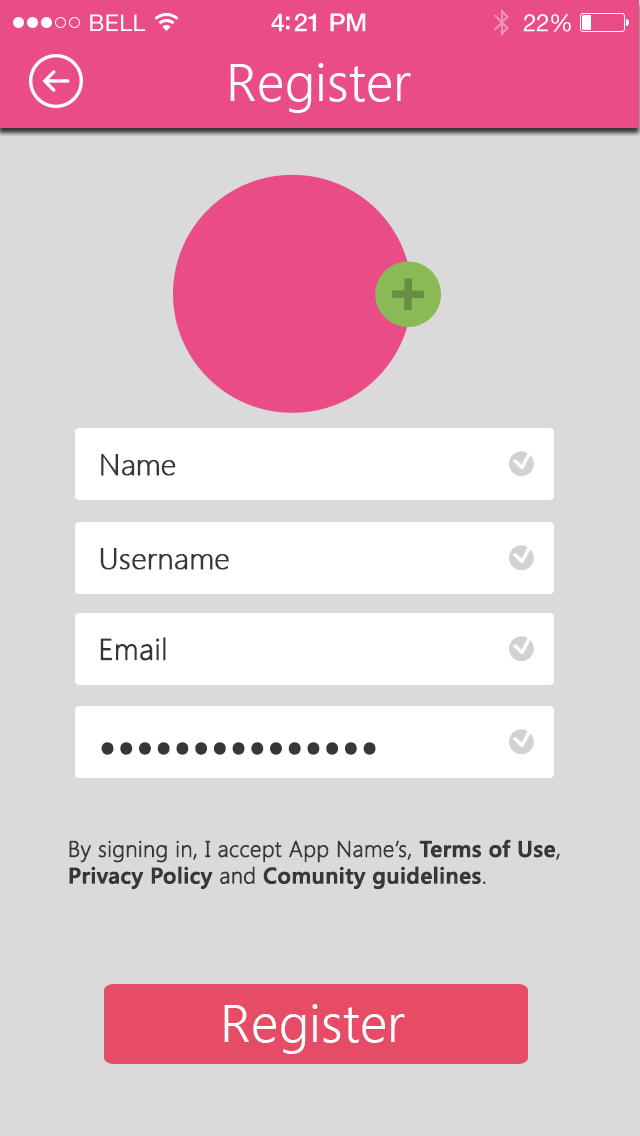 BELL 4:21 PM 22%
Register
Name
Username
Email
●●●●●●●●●●●●●●●
By signing in, I accept App Name's, Terms of Use,
Privacy Policy and Comunity guidelines.
Register